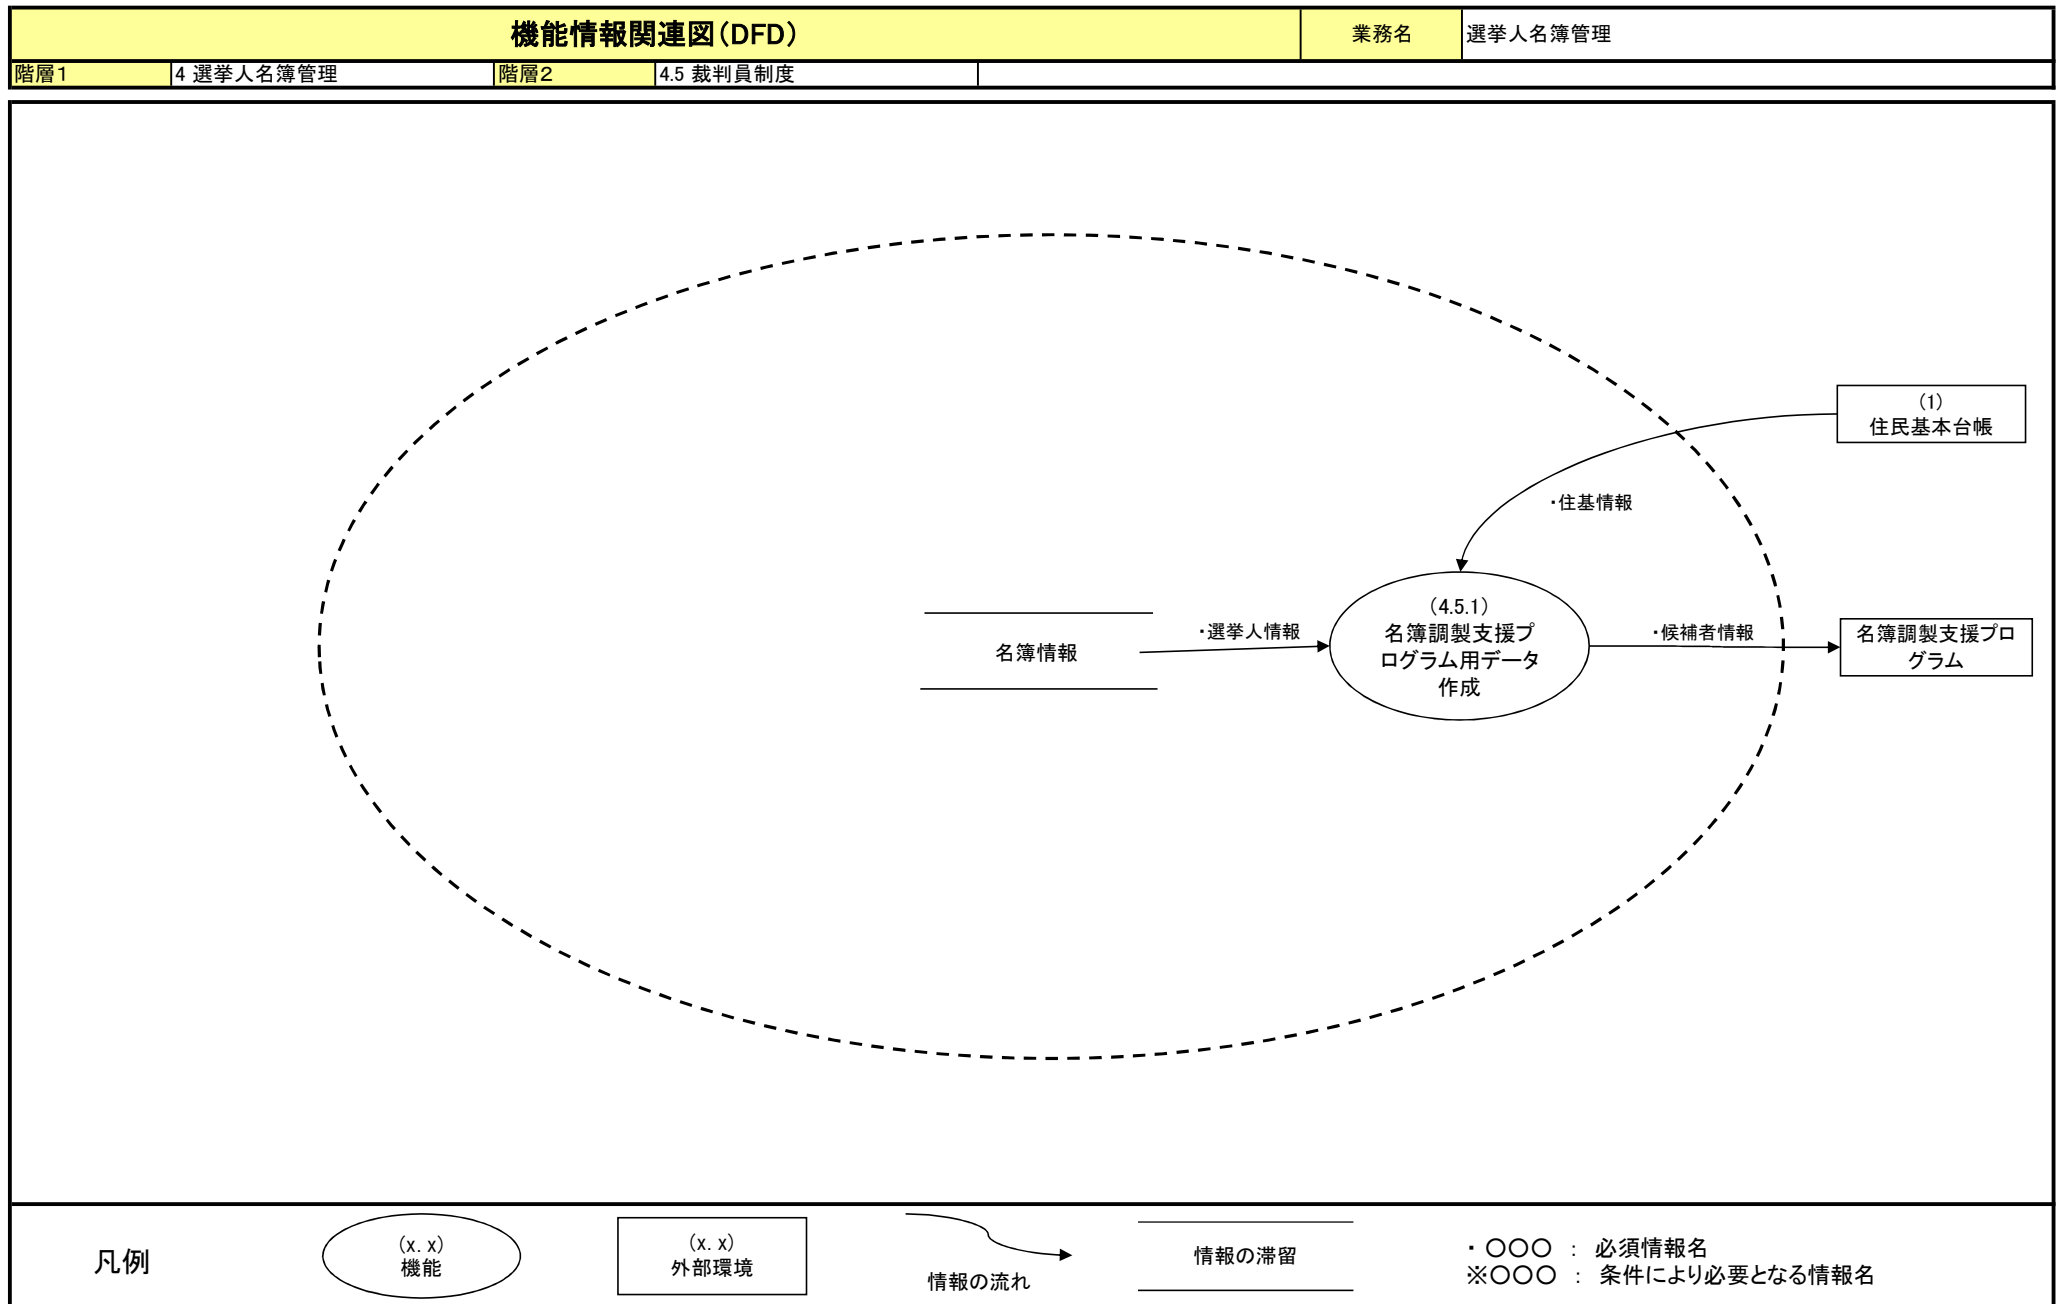 機能情報関連図（DFD）
業務名
選挙人名簿管理
階層１
4 選挙人名簿管理
階層２
4.5 裁判員制度
(1)
住民基本台帳
・住基情報
名簿情報
・選挙人情報
(4.5.1)
名簿調製支援プ
ログラム用データ
作成
・候補者情報
名簿調製支援プロ
グラム
凡例
(x.x)
機能
(x.x)
外部環境
情報の流れ
情報の滞留
・ 〇〇〇 ： 必須情報名
※〇〇〇 ： 条件により必要となる情報名